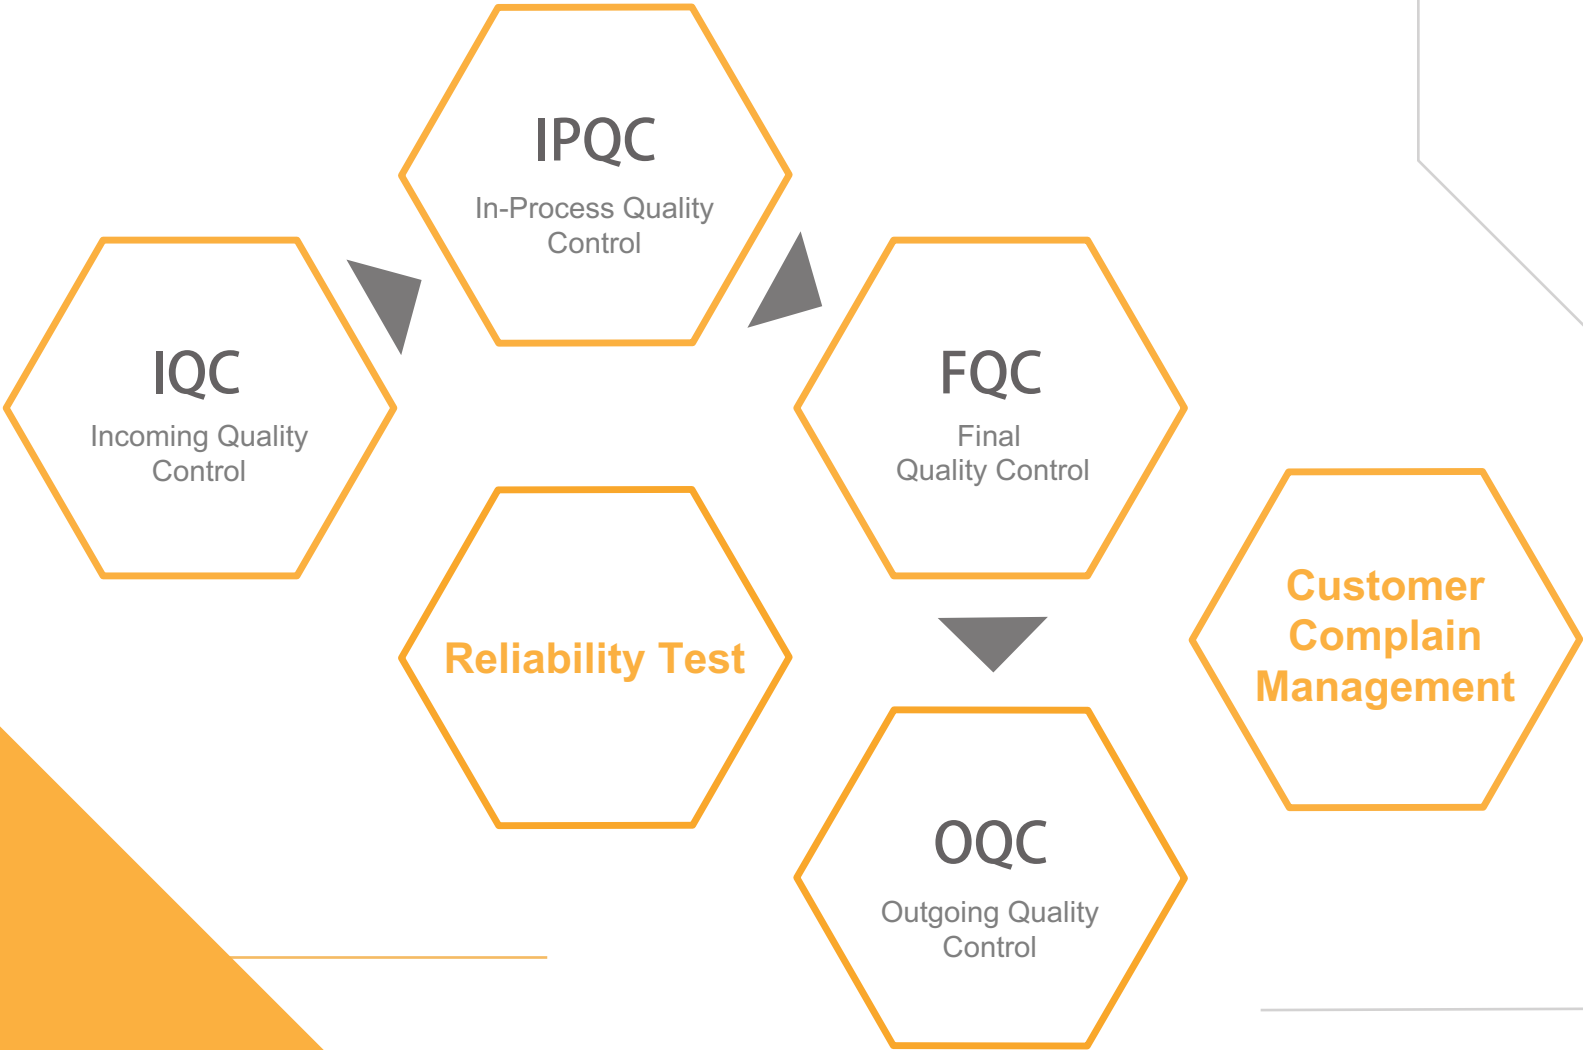 IPQC
In-Process Quality
Control
IQC
Incoming Quality
Control
FQC
Final
Quality Control
Reliability Test
Customer
Complain
Management
OQC
Outgoing Quality
Control